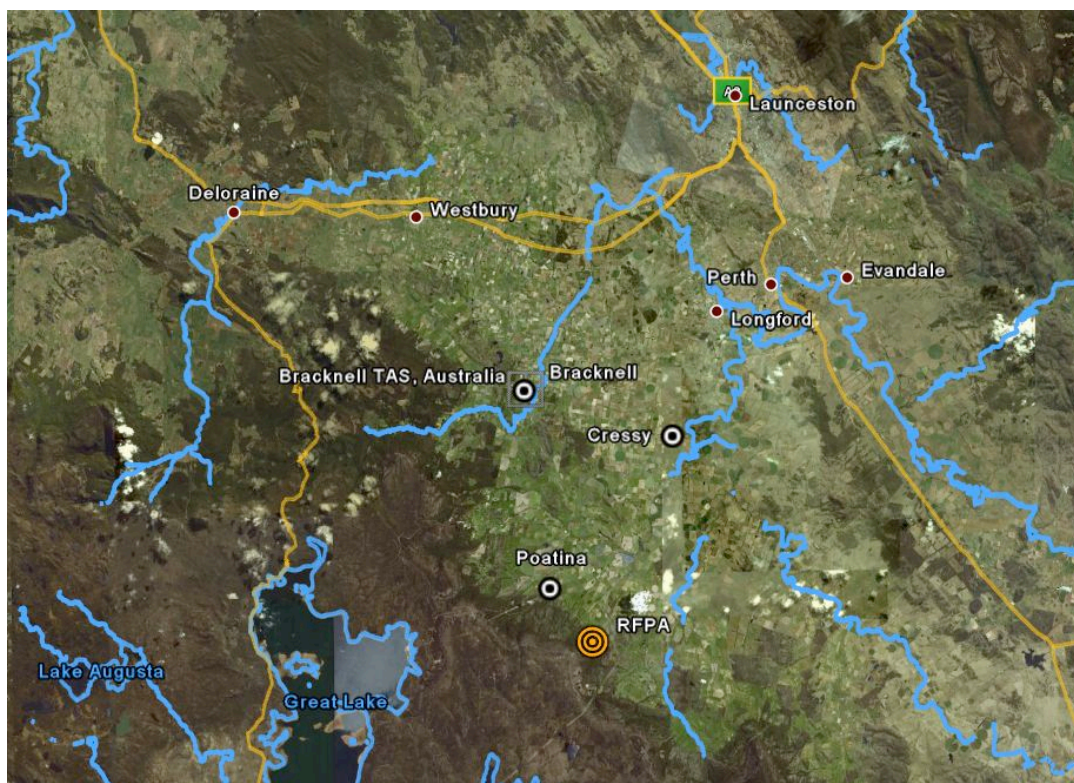 Launceston
Deloraine
Westbury
Evandale
Perth
Longford
Bracknell TAS, Australia
Bracknell
Cressy
Poatina
RFPA
Lake Augusta
Great Lake